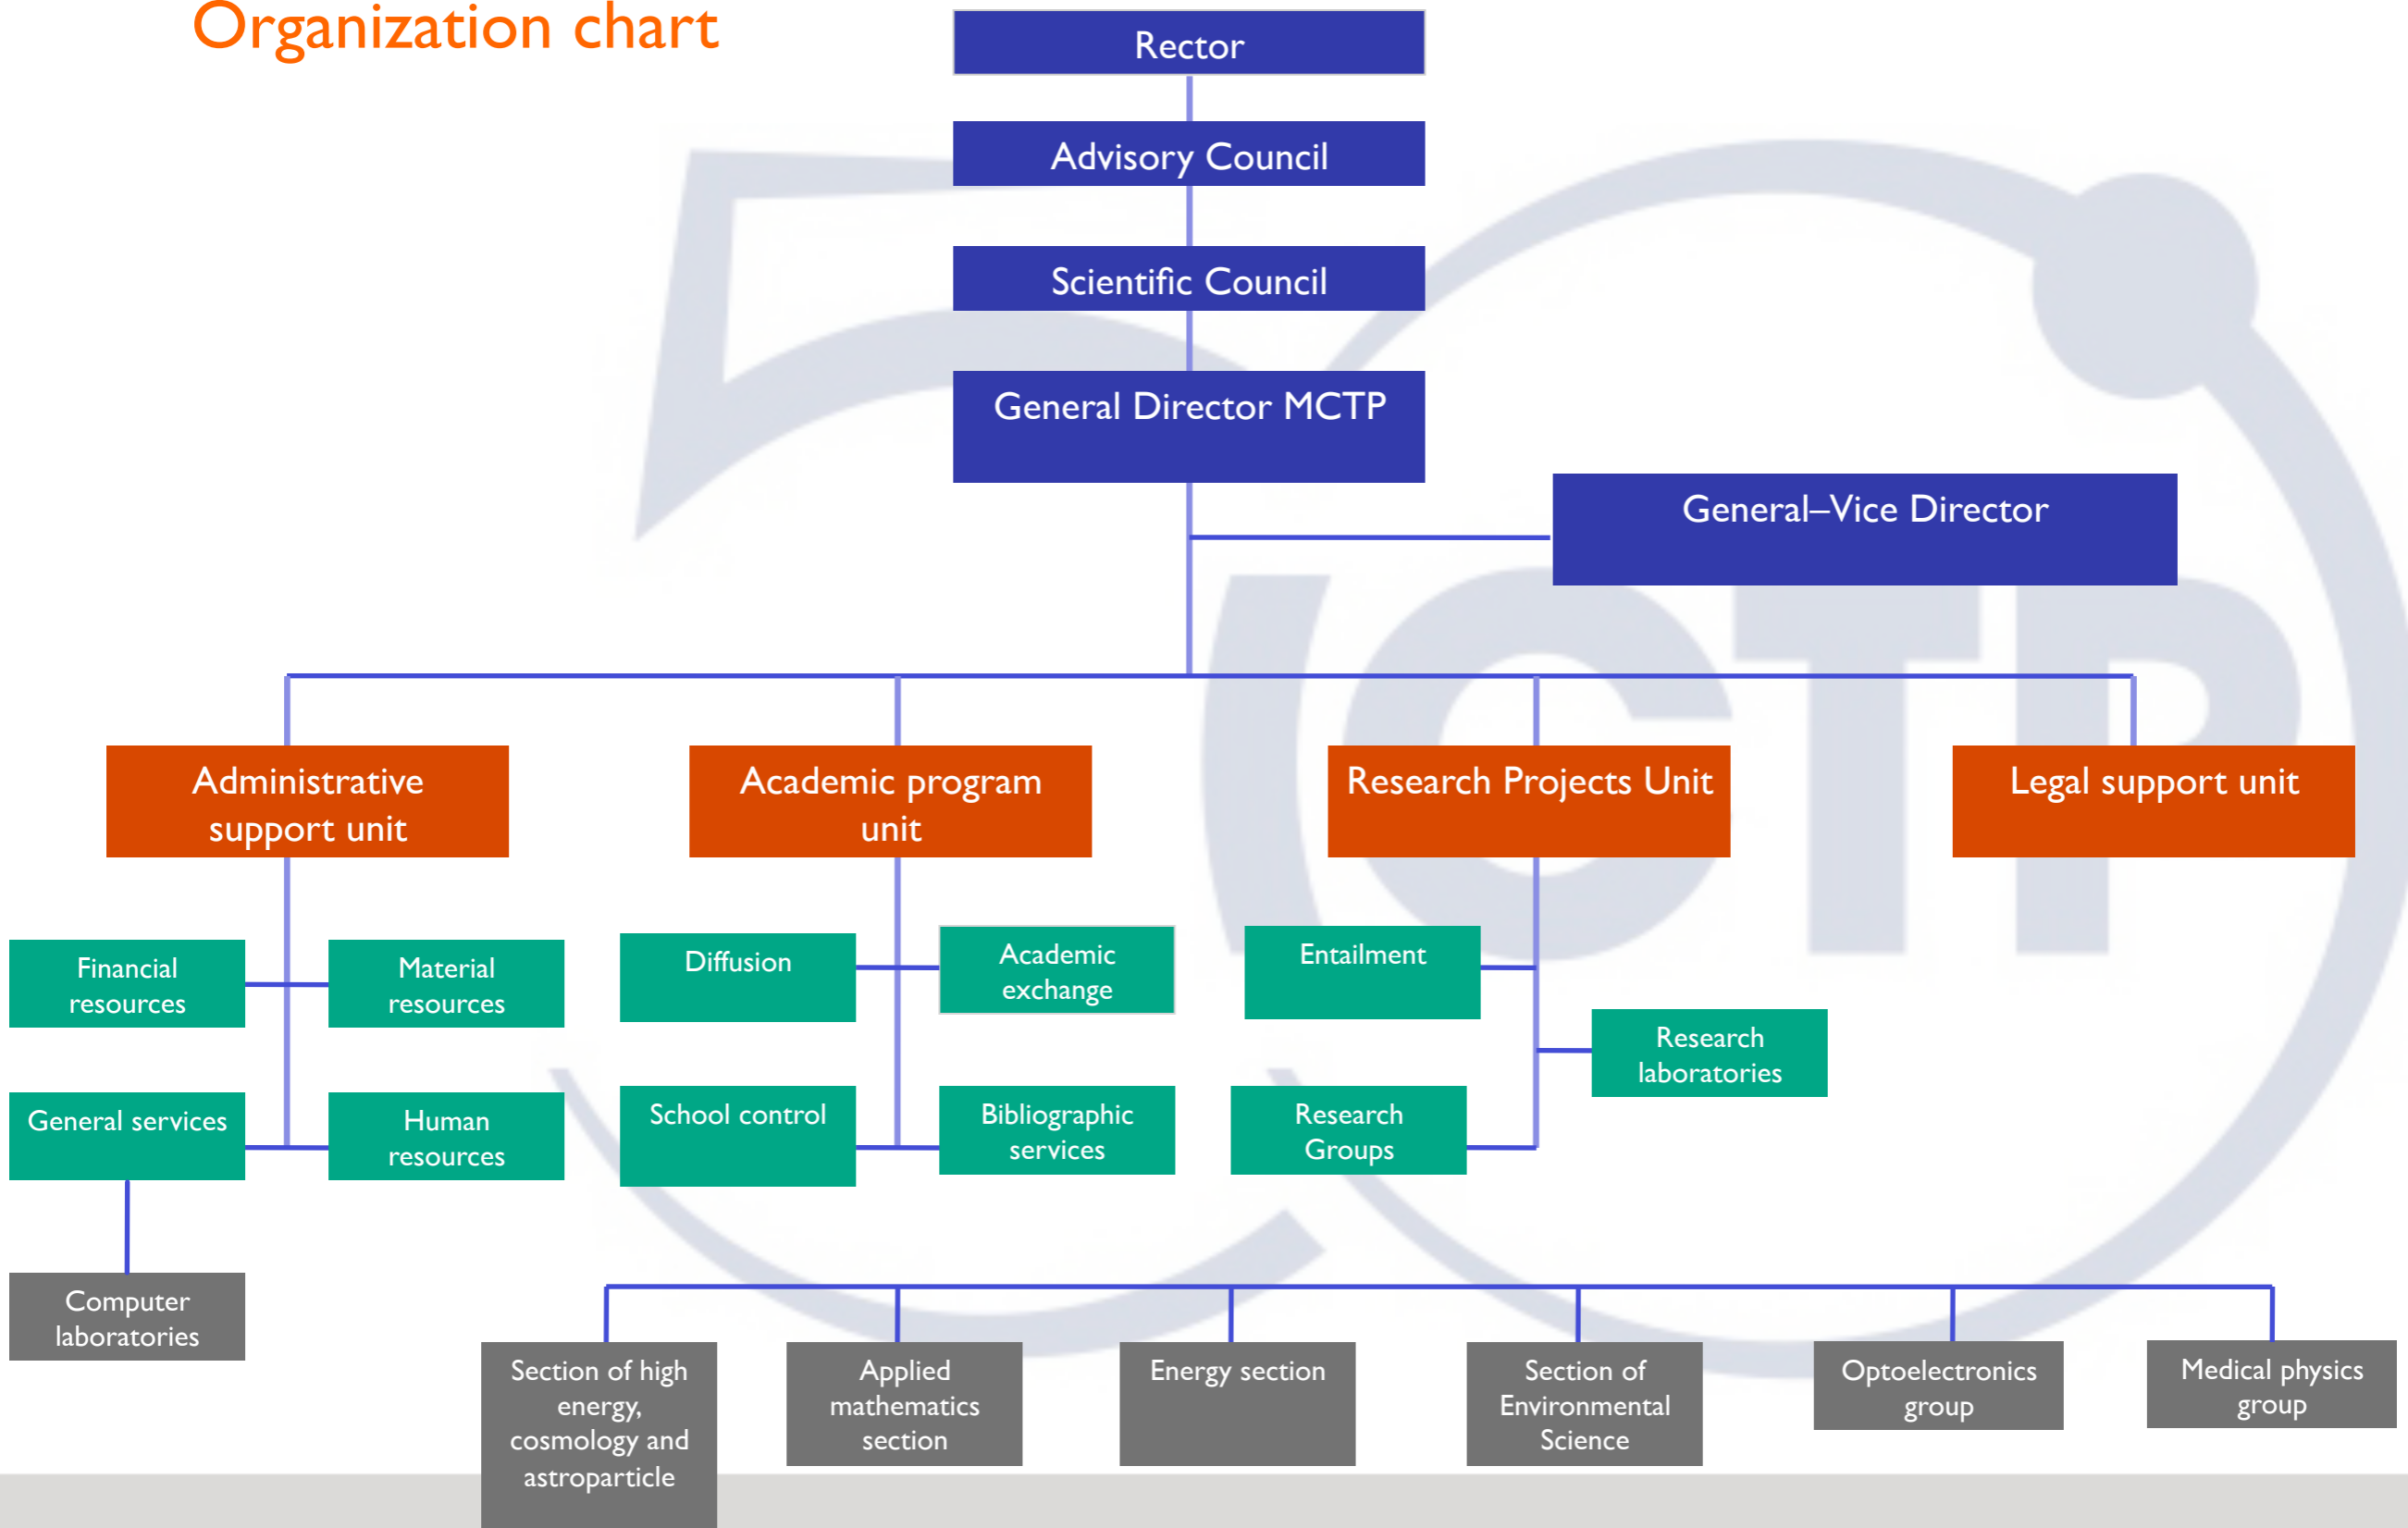 Organization chart
Rector
Advisory Council
Scientific Council
General Director MCTP
General–Vice Director
Administrative
support unit
Academic program
unit
Research Projects Unit
Legal support unit
Financial
resources
Material
resources
Diffusion
Academic
exchange
Entailment
Research
laboratories
General services
Human
resources
School control
Bibliographic
services
Research
Groups
Computer
laboratories
Section of high
energy,
cosmology and
astroparticle
Applied
mathematics
section
Energy section
Section of
Environmental
Science
Optoelectronics
group
Medical physics
group
50
ICTP